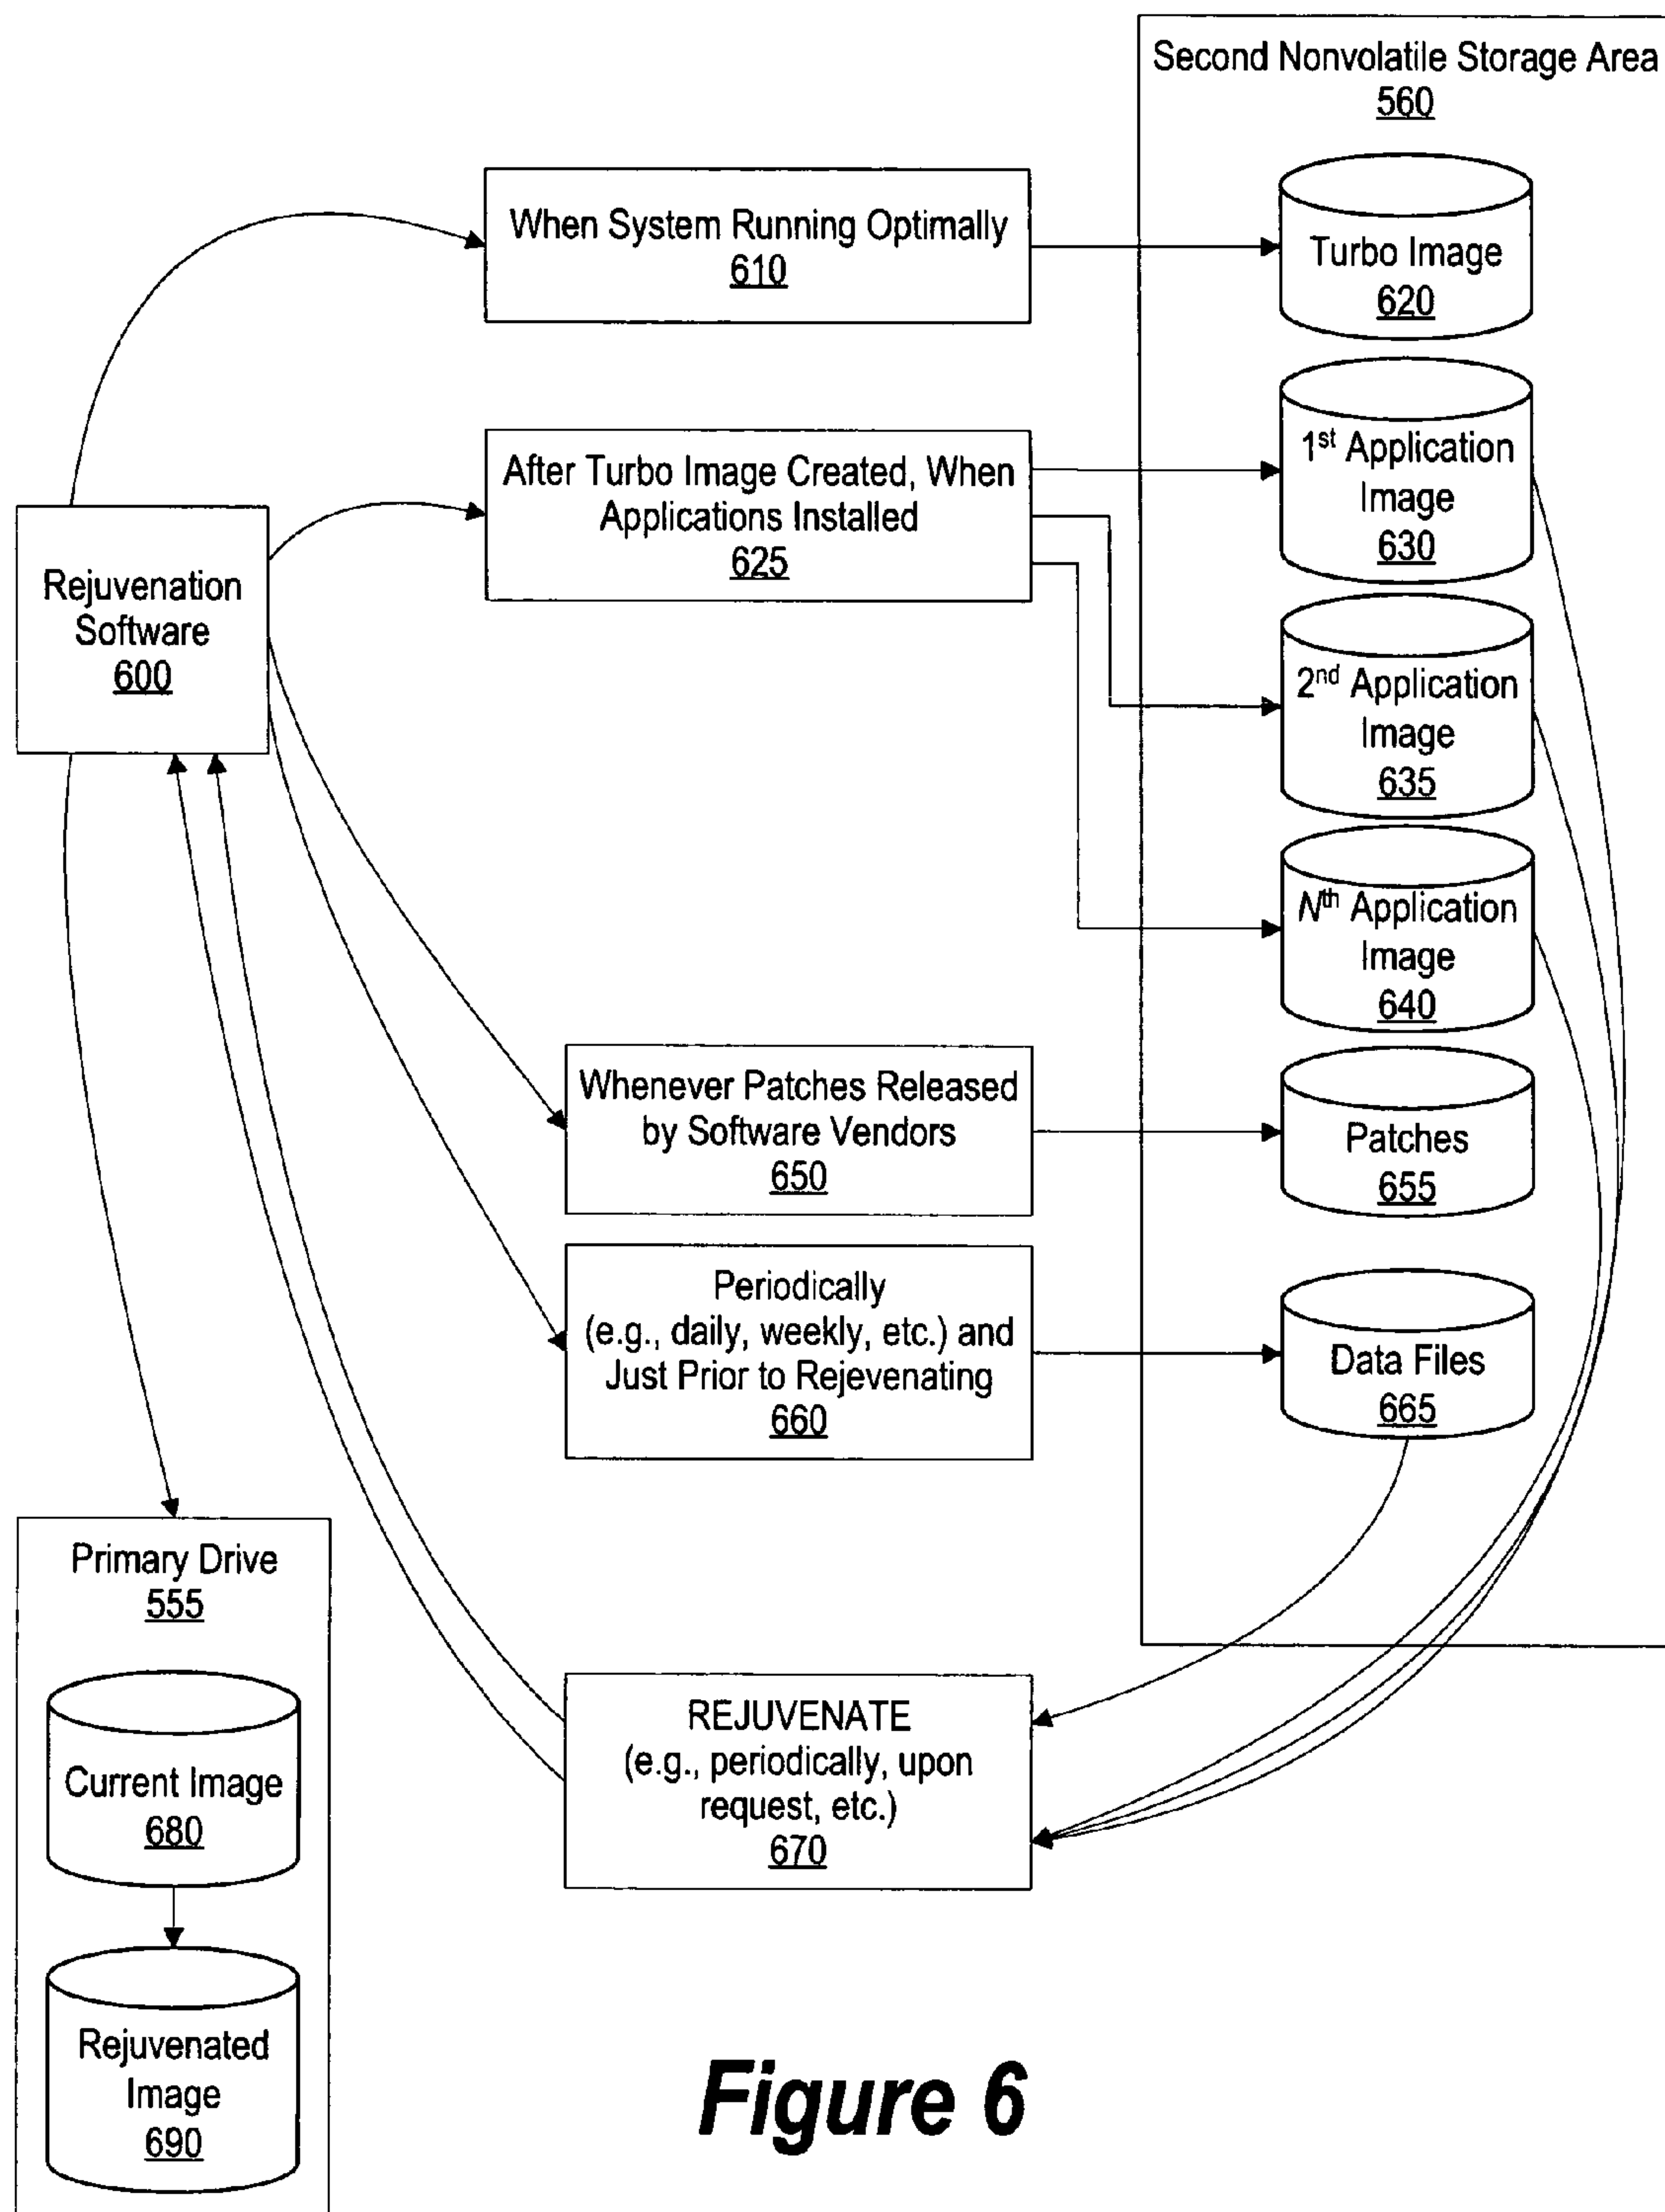 Second Nonvolatile Storage Area
560
When System Running Optimally
610
Turbo Image
620
After Turbo Image Created, When
Applications Installed
625
1st Application
Image
630
Rejuvenation
Software
600
2nd Application
Image
635
Nth Application
Image
640
Whenever Patches Released
by Software Vendors
650
Patches
655
Periodically
(e.g., daily, weekly, etc.) and
Just Prior to Rejevenating
660
Data Files
665
Primary Drive
555
Current Image
680
Rejuvenated
Image
690
REJUVENATE
(e.g., periodically, upon
request, etc.)
670
Figure 6